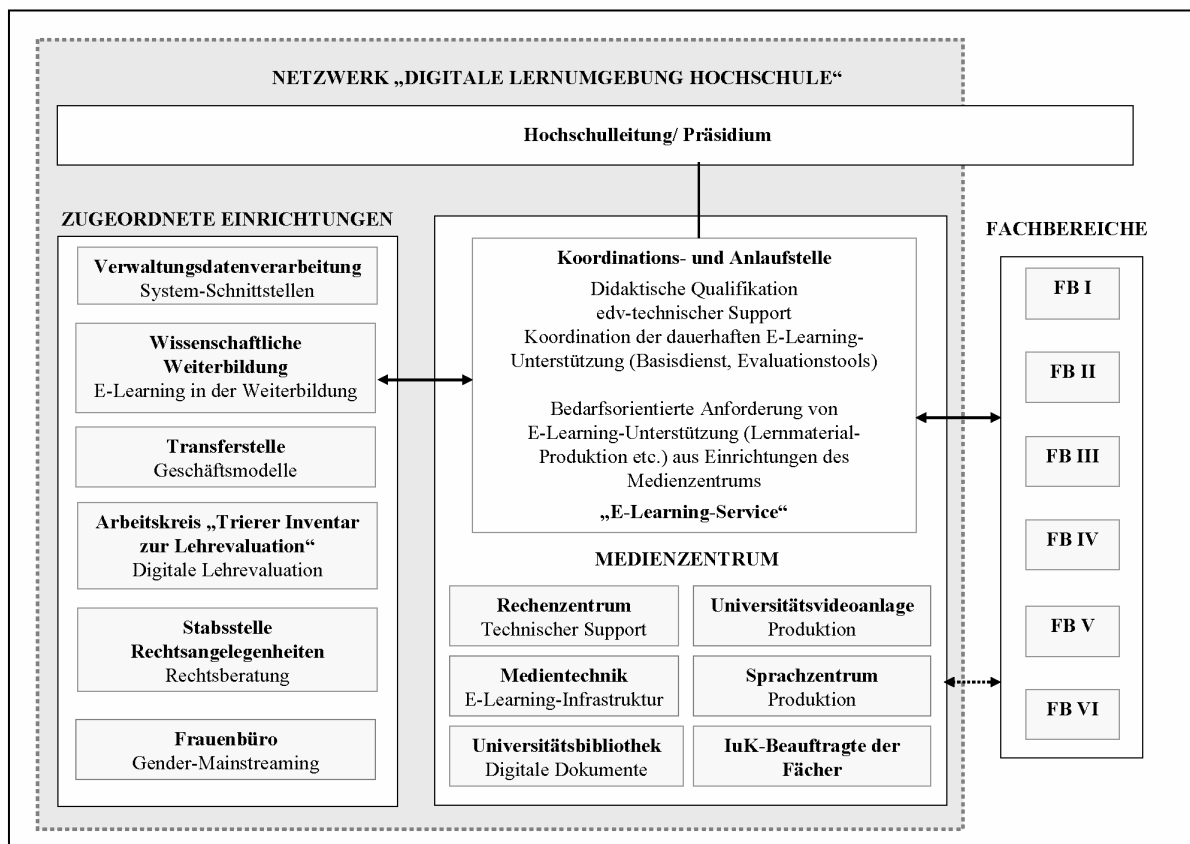 NETZWERK „DIGITALE LERNUMGEBUNG HOCHSCHULE“
Hochschulleitung/ Präsidium
ZUGEORDNETE EINRICHTUNGEN
Verwaltungsdatenverarbeitung
System-Schnittstellen
Wissenschaftliche
Weiterbildung
E-Learning in der Weiterbildung
Transferstelle
Geschäftsmodelle
Arbeitskreis „Trierer Inventar
zur Lehrevaluation“
Digitale Lehrevaluation
Stabsstelle
Rechtsangelegenheiten
Rechtsberatung
Frauenbüro
Gender-Mainstreaming
Koordinations- und Anlaufstelle
Didaktische Qualifikation
edv-technischer Support
Koordination der dauerhaften E-Learning-
Unterstützung (Basisdienst, Evaluationstools)
Bedarfsorientierte Anforderung von
E-Learning-Unterstützung (Lernmaterial-
Produktion etc.) aus Einrichtungen des
Medienzentrums
„E-Learning-Service“
MEDIENZENTRUM
Rechenzentrum
Technischer Support
Universitätsvideoanlage
Produktion
Medientechnik
E-Learning-Infrastruktur
Sprachzentrum
Produktion
Universitätsbibliothek
Digitale Dokumente
IuK-Beauftragte der
Fächer
FACHBEREICHE
FB I
FB II
FB III
FB IV
FB V
FB VI